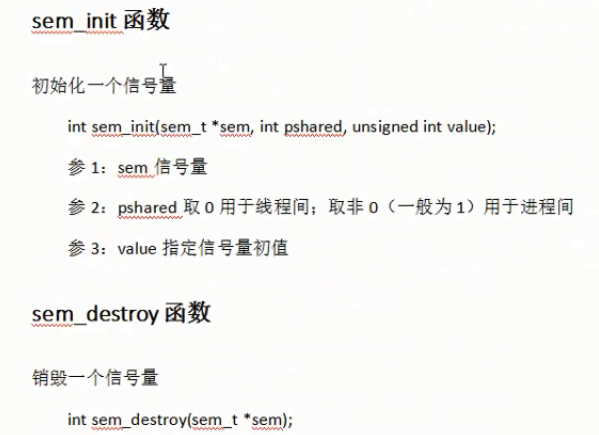 sem_init 函数
初始化一个信号量
int sem_init(sem_t *sem, int pshared, unsigned int value);
参 1：sem 信号量
参 2：pshared 取 0 用于线程间；取非 0（一般为 1）用于进程间
参 3：value 指定信号量初值
sem_destroy 函数
销毁一个信号量
int sem_destroy(sem_t *sem);